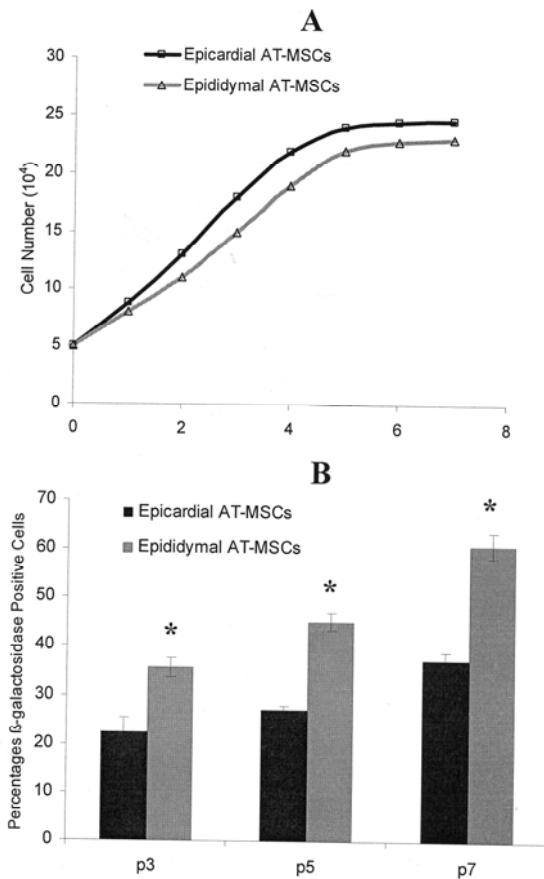 A
Epicardial AT-MSCs
Epididymal AT-MSCs
Cell Number (10⁴)
30
25
20
15
10
5
0
0 2 4 6 8
B
Epicardial AT-MSCs
Epididymal AT-MSCs
Percentages ß-galactosidase Positive Cells
70
60
50
40
30
20
10
0
* * *
p3 p5 p7